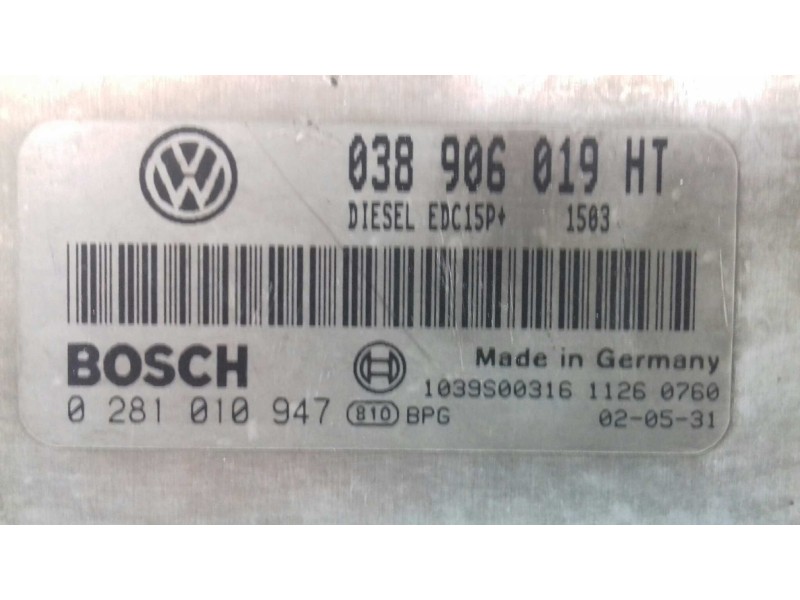 038 906 019 HT
DIESEL EDC15P+ 1503
BOSCH
Made in Germany
1039S00316 1126 0760
0 281 010 947 810 BPG 02-05-31